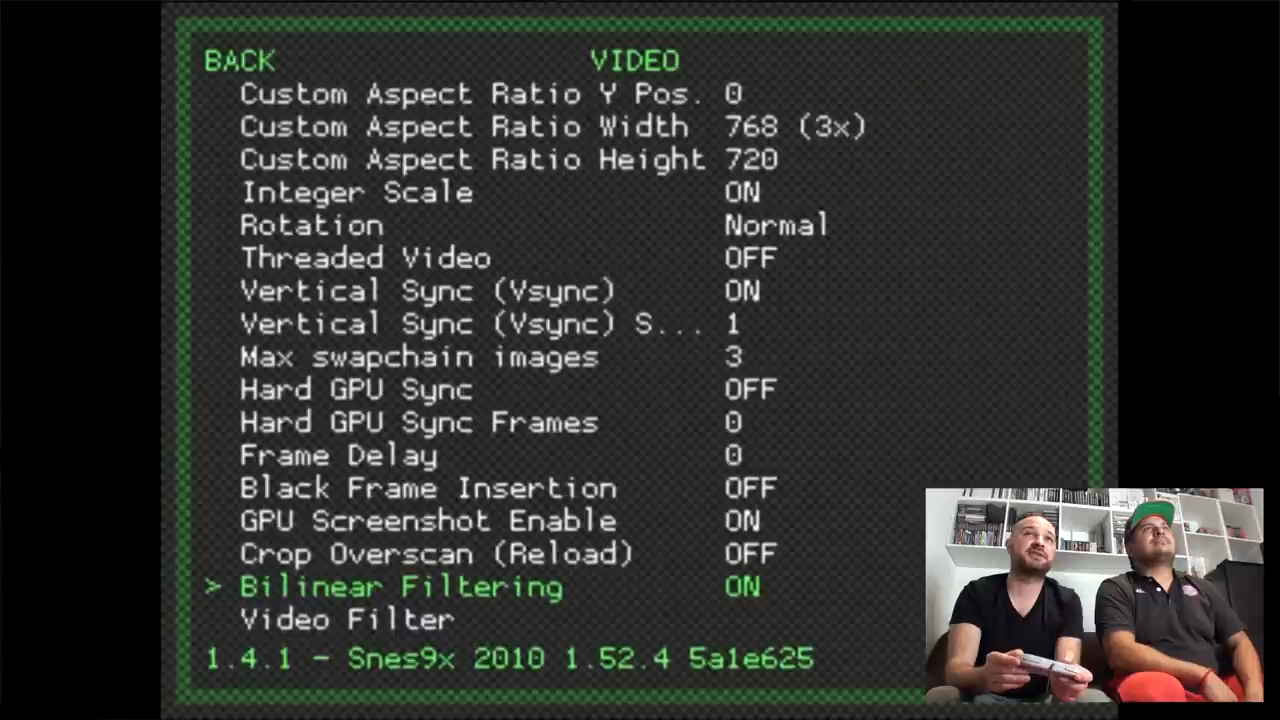 BACK VIDEO
Custom Aspect Ratio Y Pos. 0
Custom Aspect Ratio Width 768 (3x)
Custom Aspect Ratio Height 720
Integer Scale ON
Rotation Normal
Threaded Video OFF
Vertical Sync (Vsync) ON
Vertical Sync (Vsync) S... 1
Max swapchain images 3
Hard GPU Sync OFF
Hard GPU Sync Frames 0
Frame Delay 0
Black Frame Insertion OFF
GPU Screenshot Enable ON
Crop Overscan (Reload) OFF
> Bilinear Filtering ON
Video Filter
1.4.1 - Snes9x 2010 1.52.4 5a1e625